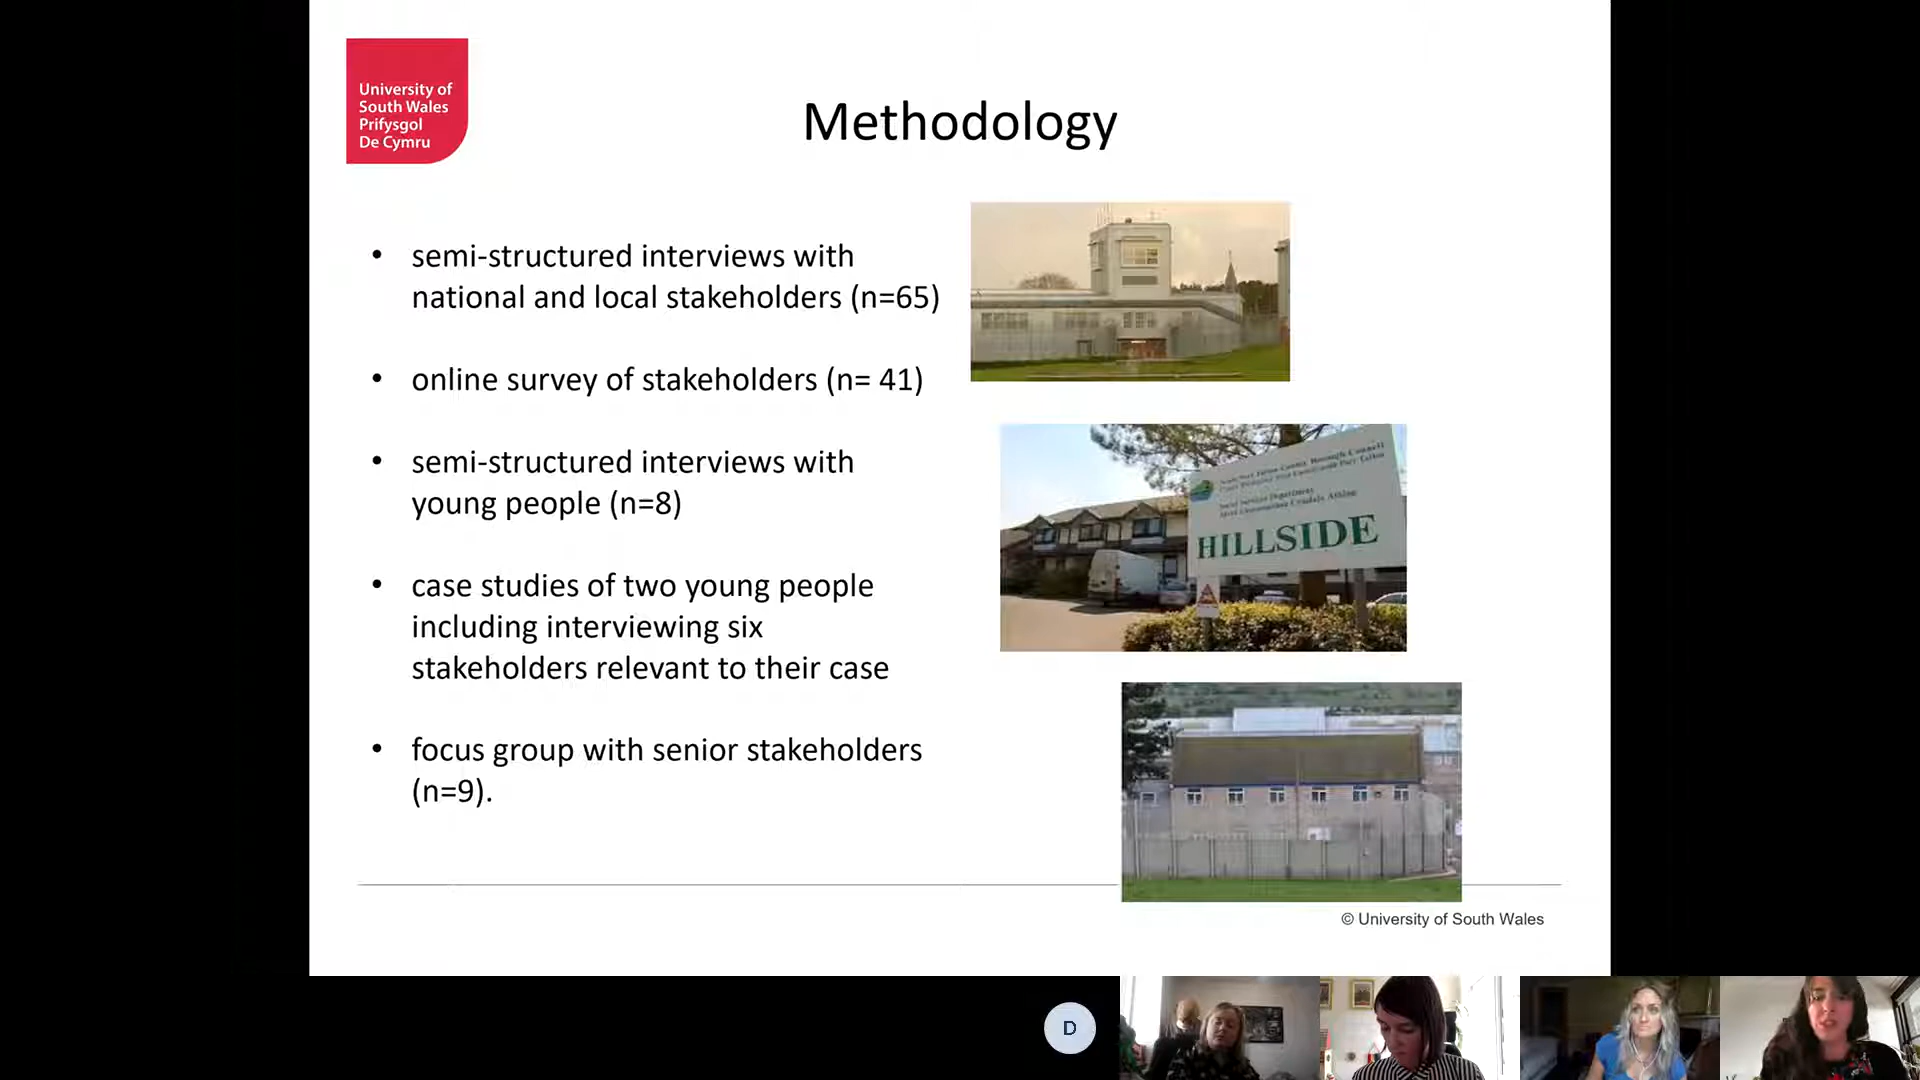 University of
South Wales
Prifysgol
De Cymru
Methodology
• semi-structured interviews with
national and local stakeholders (n=65)
• online survey of stakeholders (n= 41)
• semi-structured interviews with
young people (n=8)
• case studies of two young people
including interviewing six
stakeholders relevant to their case
• focus group with senior stakeholders
(n=9).
HILLSIDE
© University of South Wales
D